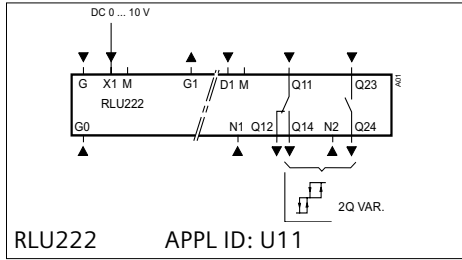 DC 0 ... 10 V
G X1 M G1 D1 M Q11 Q23
A01
RLU222
G0 N1 Q12 Q14 N2 Q24
2Q VAR.
RLU222 APPL ID: U11